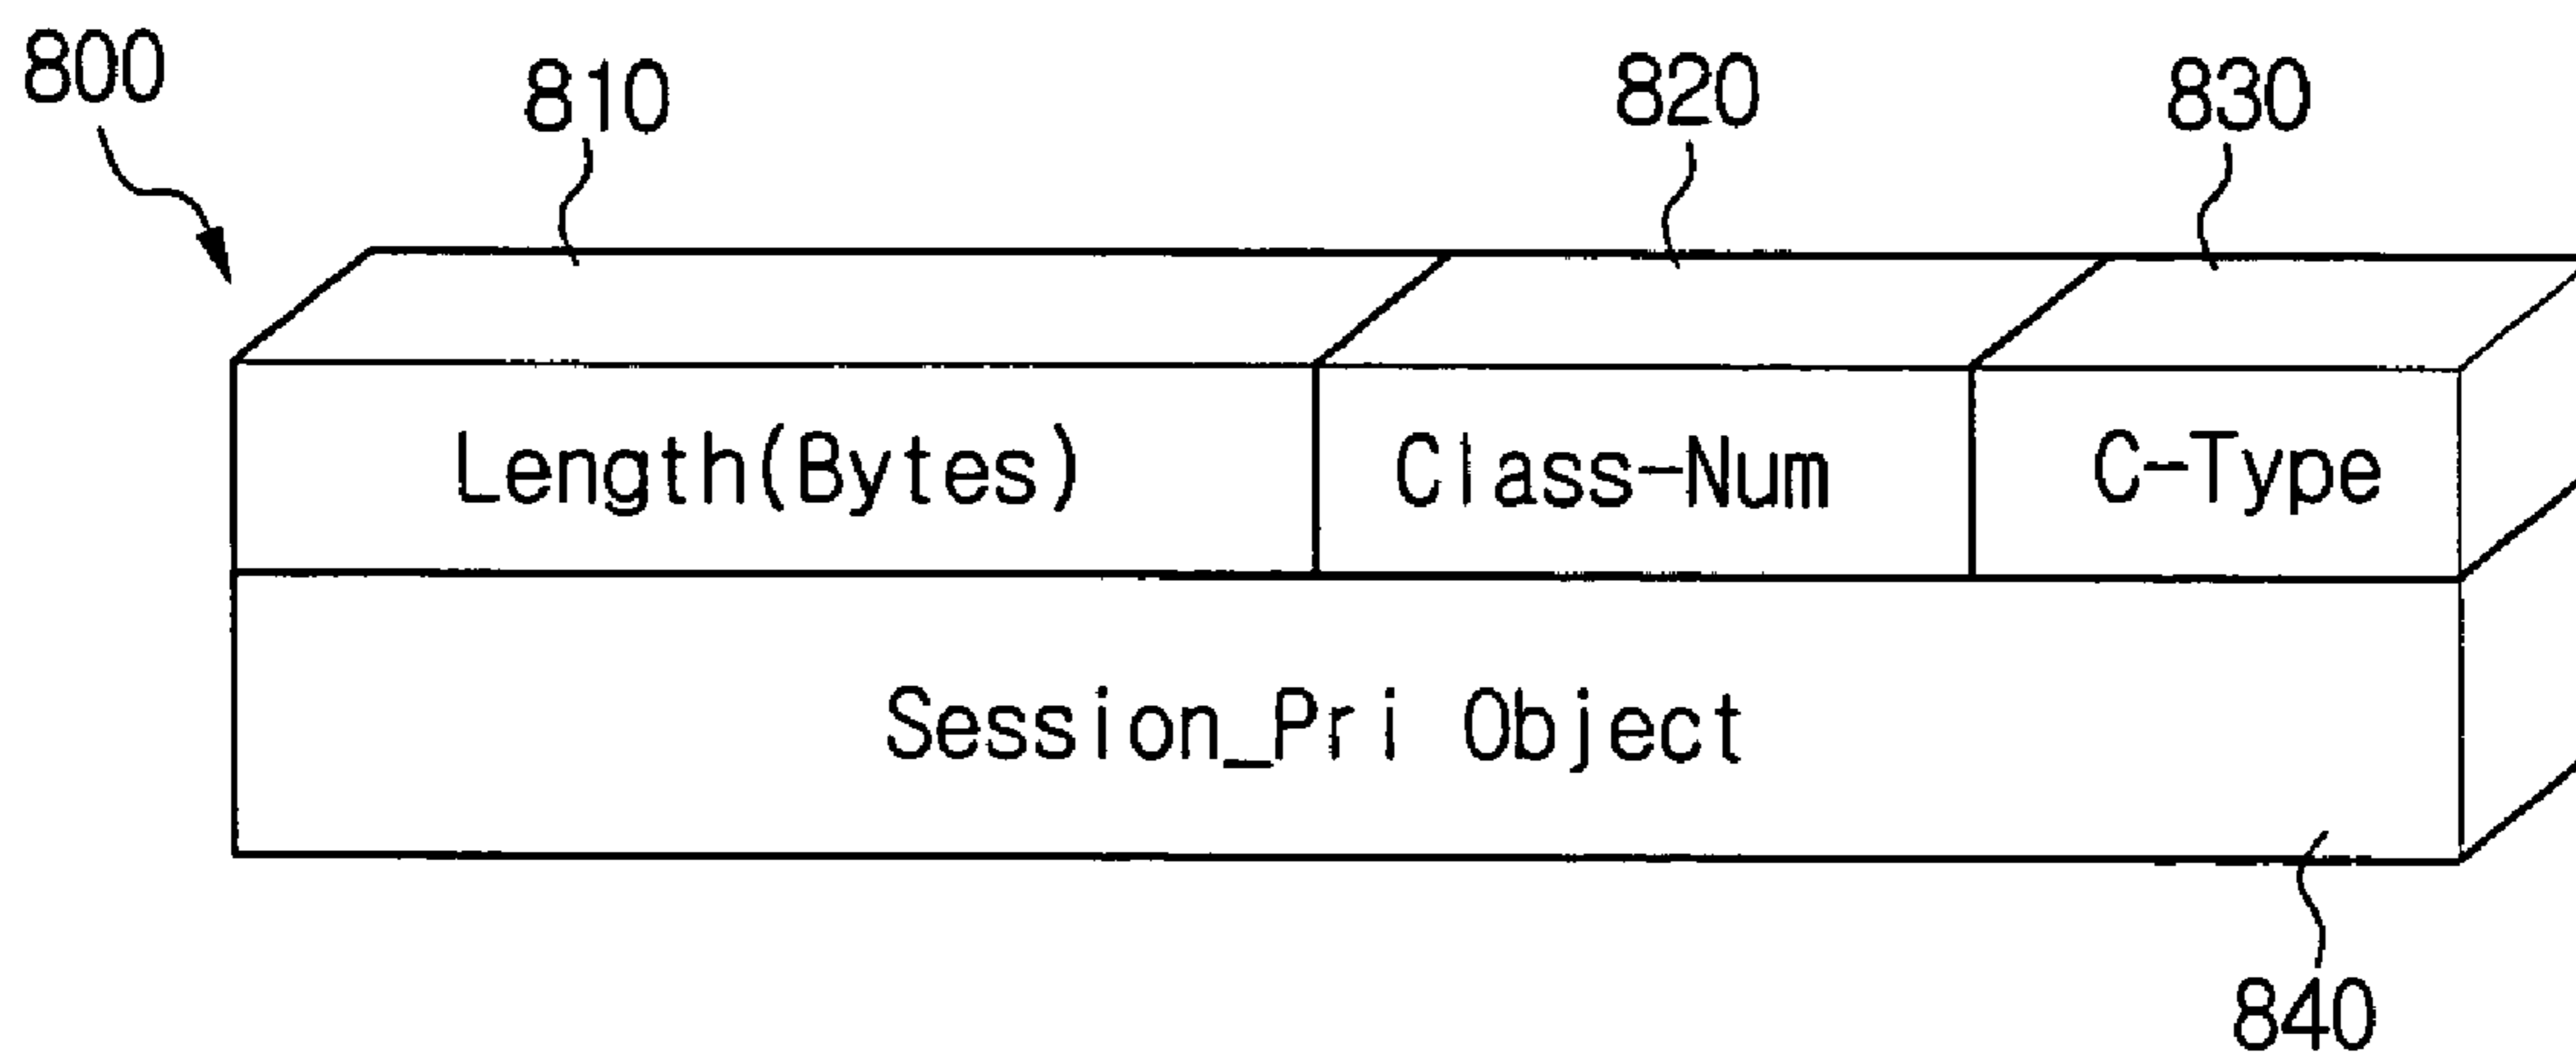 800
810
820
830
Length(Bytes)
Class-Num
C-Type
Session_Pri Object
840